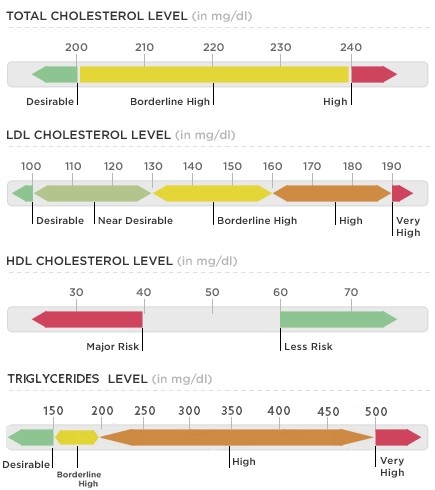 TOTAL CHOLESTEROL LEVEL (in mg/dl)
200 210 220 230 240
Desirable Borderline High High
LDL CHOLESTEROL LEVEL (in mg/dl)
100 110 120 130 140 150 160 170 180 190
Desirable Near Desirable Borderline High High Very
High
HDL CHOLESTEROL LEVEL (in mg/dl)
30 40 50 60 70
Major Risk Less Risk
TRIGLYCERIDES LEVEL (in mg/dl)
150 200 250 300 350 400 450 500
Desirable Borderline High Very
High High